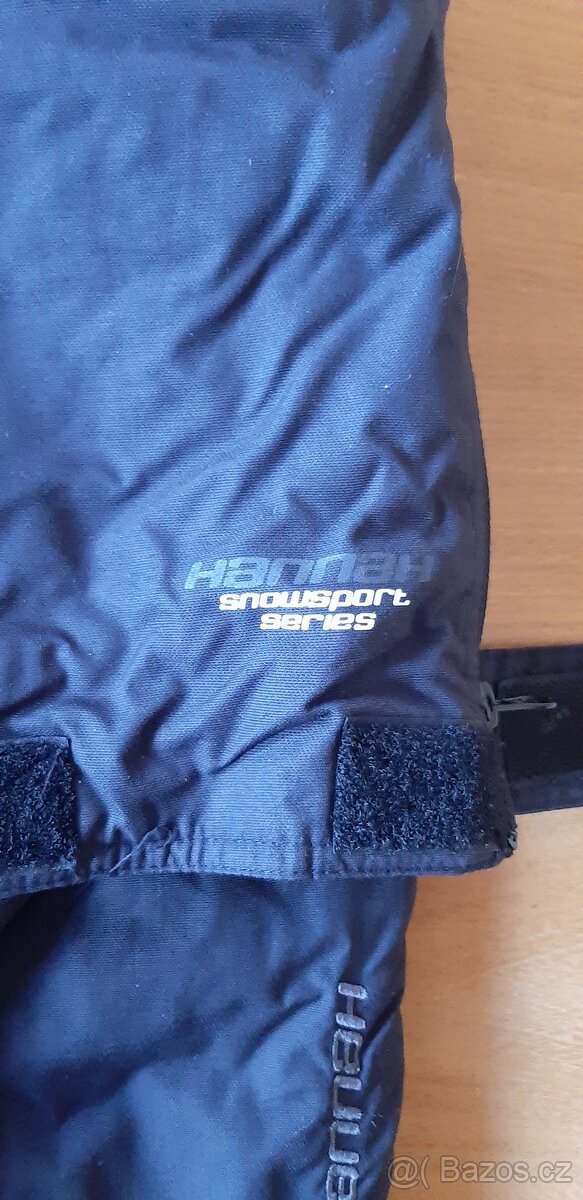 Hannah
snowsport
series
Hannah
@( Bazos.cz